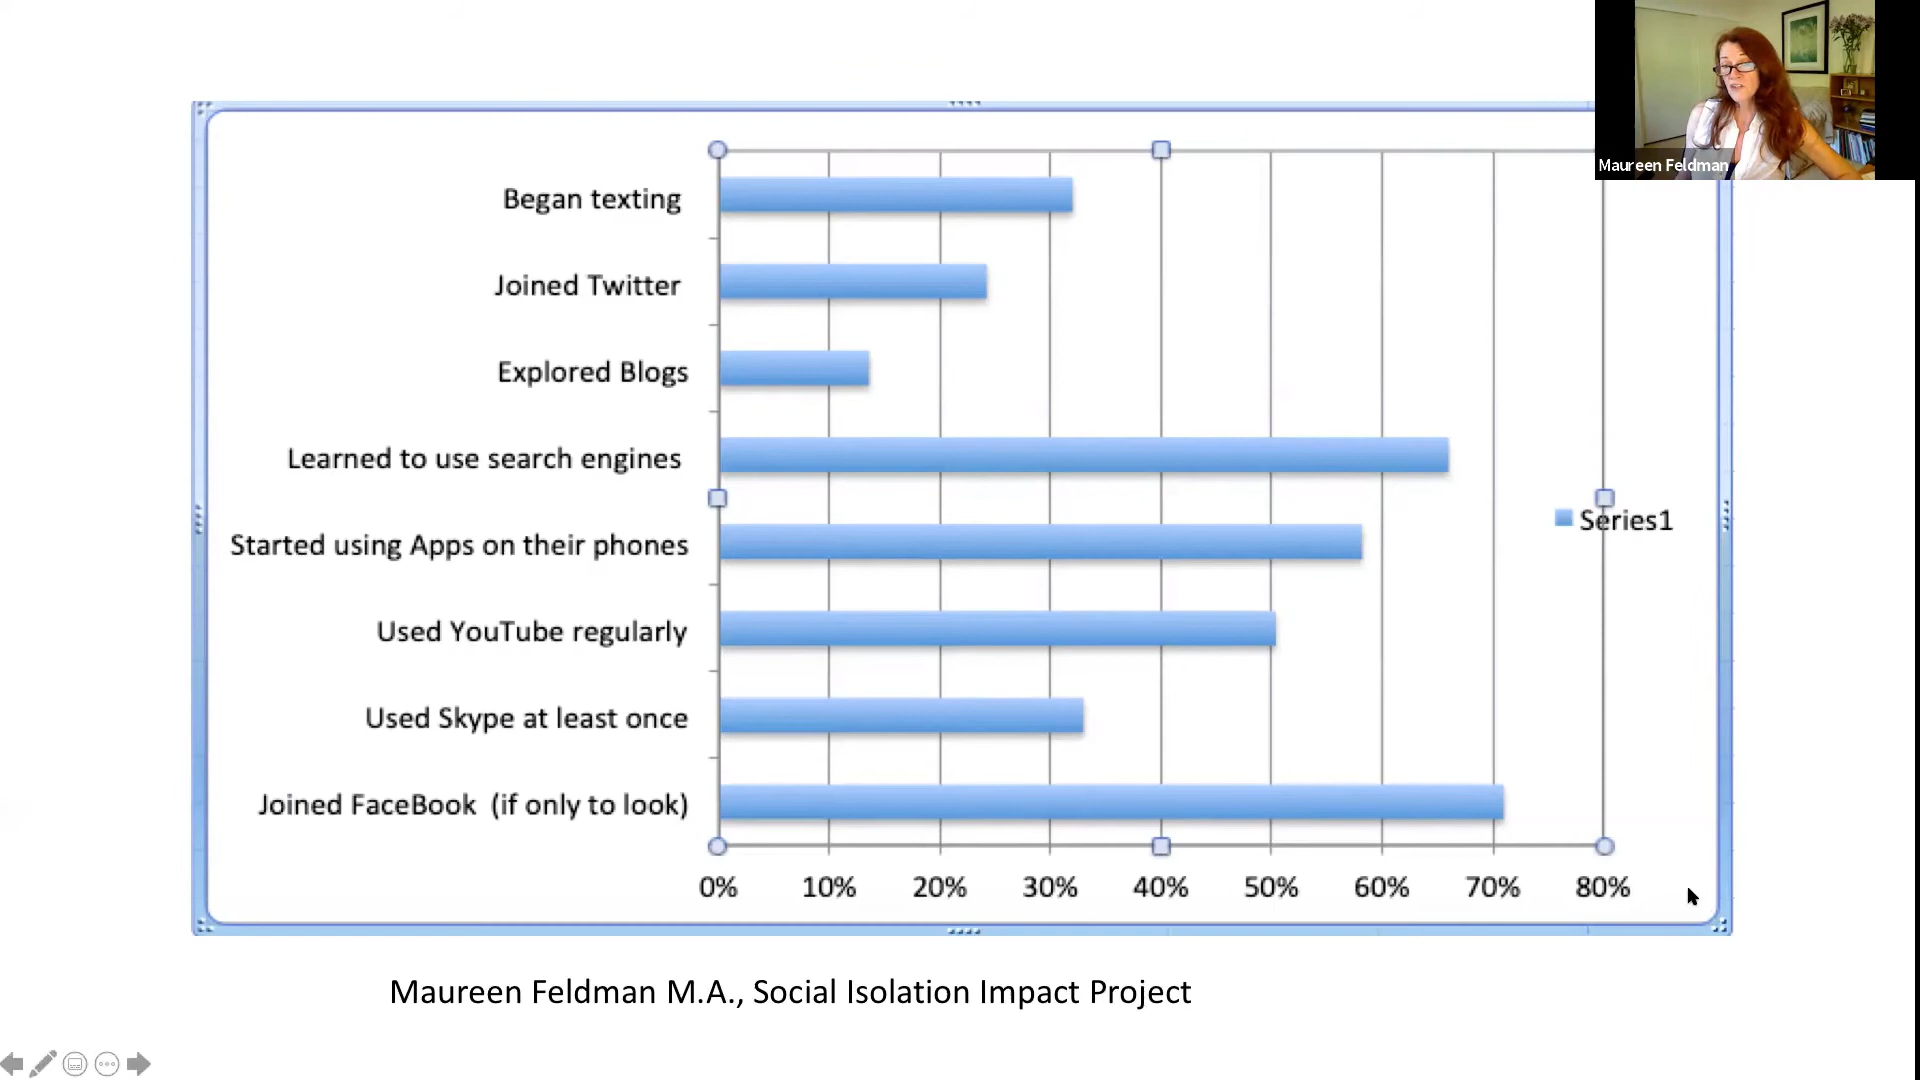 Maureen Feldman
Began texting
Joined Twitter
Explored Blogs
Learned to use search engines
Started using Apps on their phones
Used YouTube regularly
Used Skype at least once
Joined FaceBook (if only to look)
Series1
0% 10% 20% 30% 40% 50% 60% 70% 80%
Maureen Feldman M.A., Social Isolation Impact Project